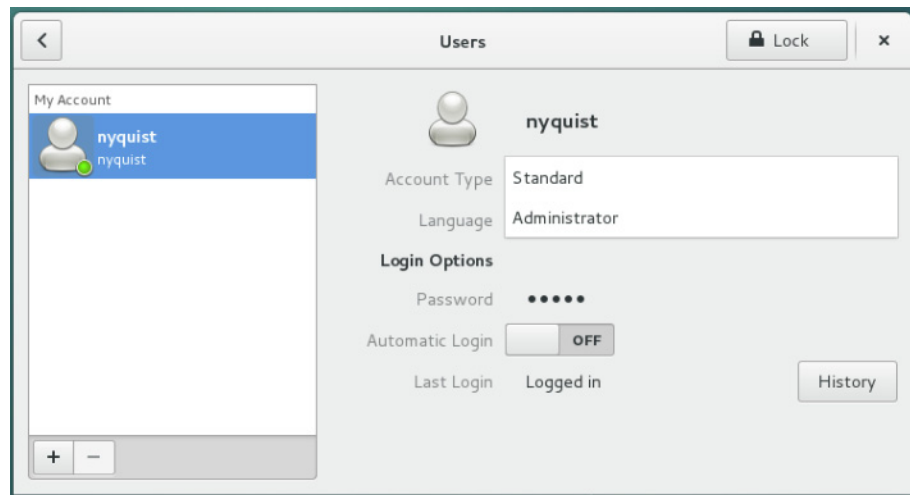 Users
Lock
My Account
nyquist
nyquist
nyquist
Account Type
Standard
Language
Administrator
Login Options
Password
●●●●●
Automatic Login
OFF
Last Login
Logged in
History